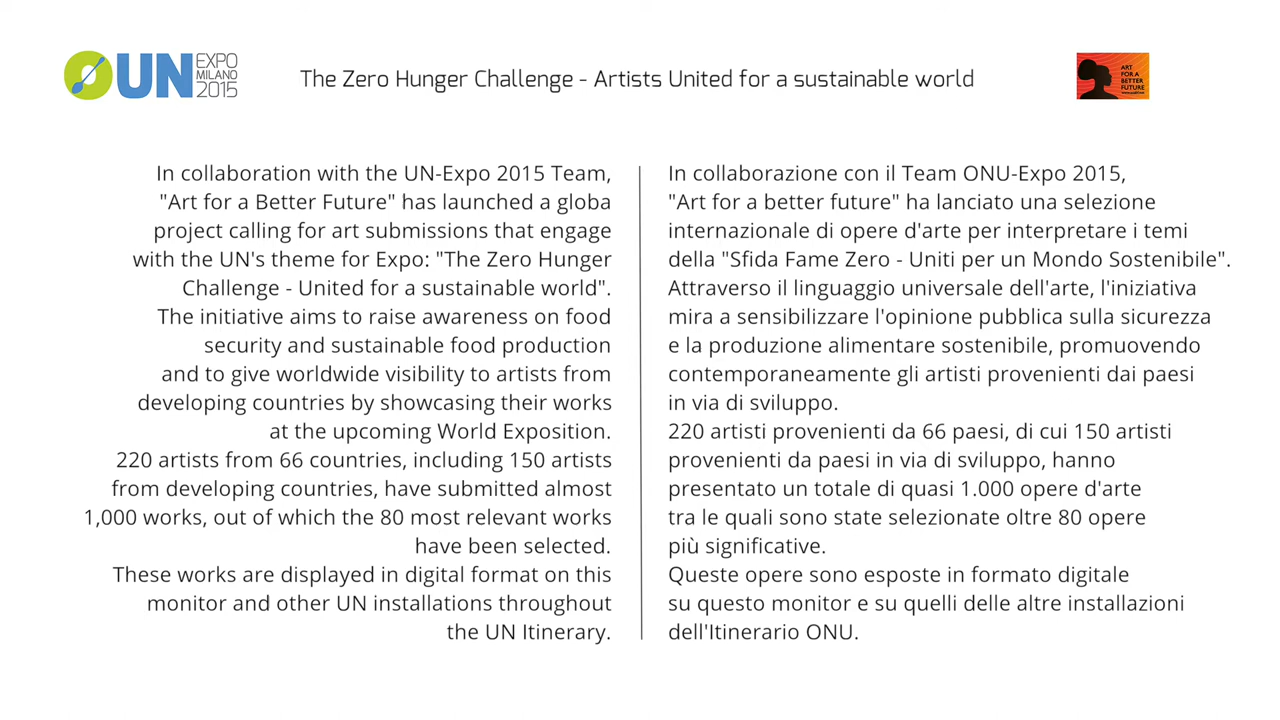 OUN EXPO
MILANO
2015
The Zero Hunger Challenge - Artists United for a sustainable world
ART
FOR A
BETTER
FUTURE
In collaboration with the UN-Expo 2015 Team,
"Art for a Better Future" has launched a globa
project calling for art submissions that engage
with the UN's theme for Expo: "The Zero Hunger
Challenge - United for a sustainable world".
The initiative aims to raise awareness on food
security and sustainable food production
and to give worldwide visibility to artists from
developing countries by showcasing their works
at the upcoming World Exposition.
220 artists from 66 countries, including 150 artists
from developing countries, have submitted almost
1,000 works, out of which the 80 most relevant works
have been selected.
These works are displayed in digital format on this
monitor and other UN installations throughout
the UN Itinerary.
In collaborazione con il Team ONU-Expo 2015,
"Art for a better future" ha lanciato una selezione
internazionale di opere d'arte per interpretare i temi
della "Sfida Fame Zero - Uniti per un Mondo Sostenibile".
Attraverso il linguaggio universale dell'arte, l'iniziativa
mira a sensibilizzare l'opinione pubblica sulla sicurezza
e la produzione alimentare sostenibile, promuovendo
contemporaneamente gli artisti provenienti dai paesi
in via di sviluppo.
220 artisti provenienti da 66 paesi, di cui 150 artisti
provenienti da paesi in via di sviluppo, hanno
presentato un totale di quasi 1.000 opere d'arte
tra le quali sono state selezionate oltre 80 opere
più significative.
Queste opere sono esposte in formato digitale
su questo monitor e su quelli delle altre installazioni
dell'Itinerario ONU.